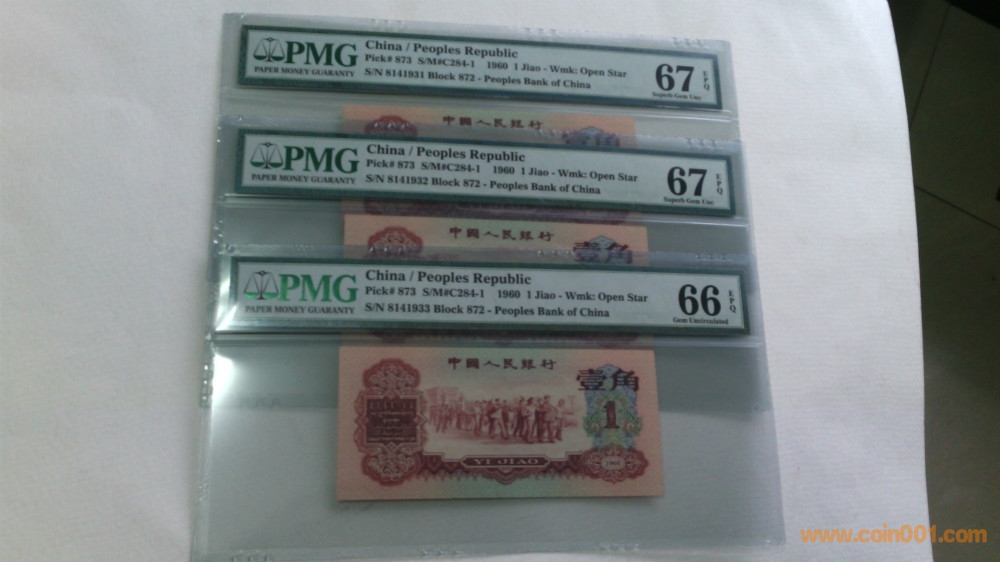 PMG
PAPER MONEY GUARANTY
China / Peoples Republic
Pick# 873 S/M#C284-1 1960 1 Jiao - Wmk: Open Star
S/N 8141931 Block 872 - Peoples Bank of China
67 EPQ
Superb Gem Unc
中國人民銀行
壹角
PMG
PAPER MONEY GUARANTY
China / Peoples Republic
Pick# 873 S/M#C284-1 1960 1 Jiao - Wmk: Open Star
S/N 8141932 Block 872 - Peoples Bank of China
67 EPQ
Superb Gem Unc
中國人民銀行
壹角
PMG
PAPER MONEY GUARANTY
China / Peoples Republic
Pick# 873 S/M#C284-1 1960 1 Jiao - Wmk: Open Star
S/N 8141933 Block 872 - Peoples Bank of China
66 EPQ
Gem Uncirculated
中國人民銀行
壹角
1
YI JIAO
1960
www.coin001.com